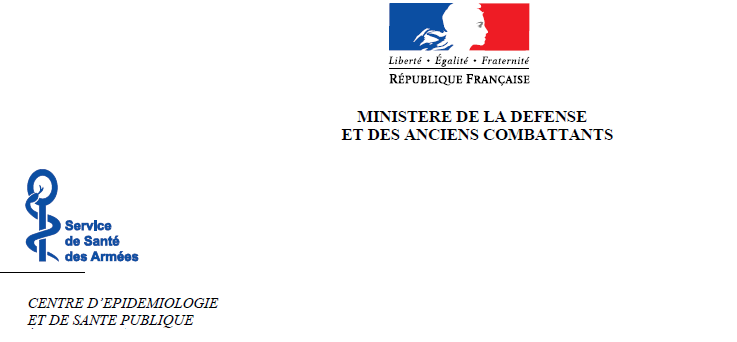 Liberté • Égalité • Fraternité
RÉPUBLIQUE FRANÇAISE
MINISTERE DE LA DEFENSE
ET DES ANCIENS COMBATTANTS
Service
de Santé
des Armées
CENTRE D’EPIDEMIOLOGIE
ET DE SANTE PUBLIQUE